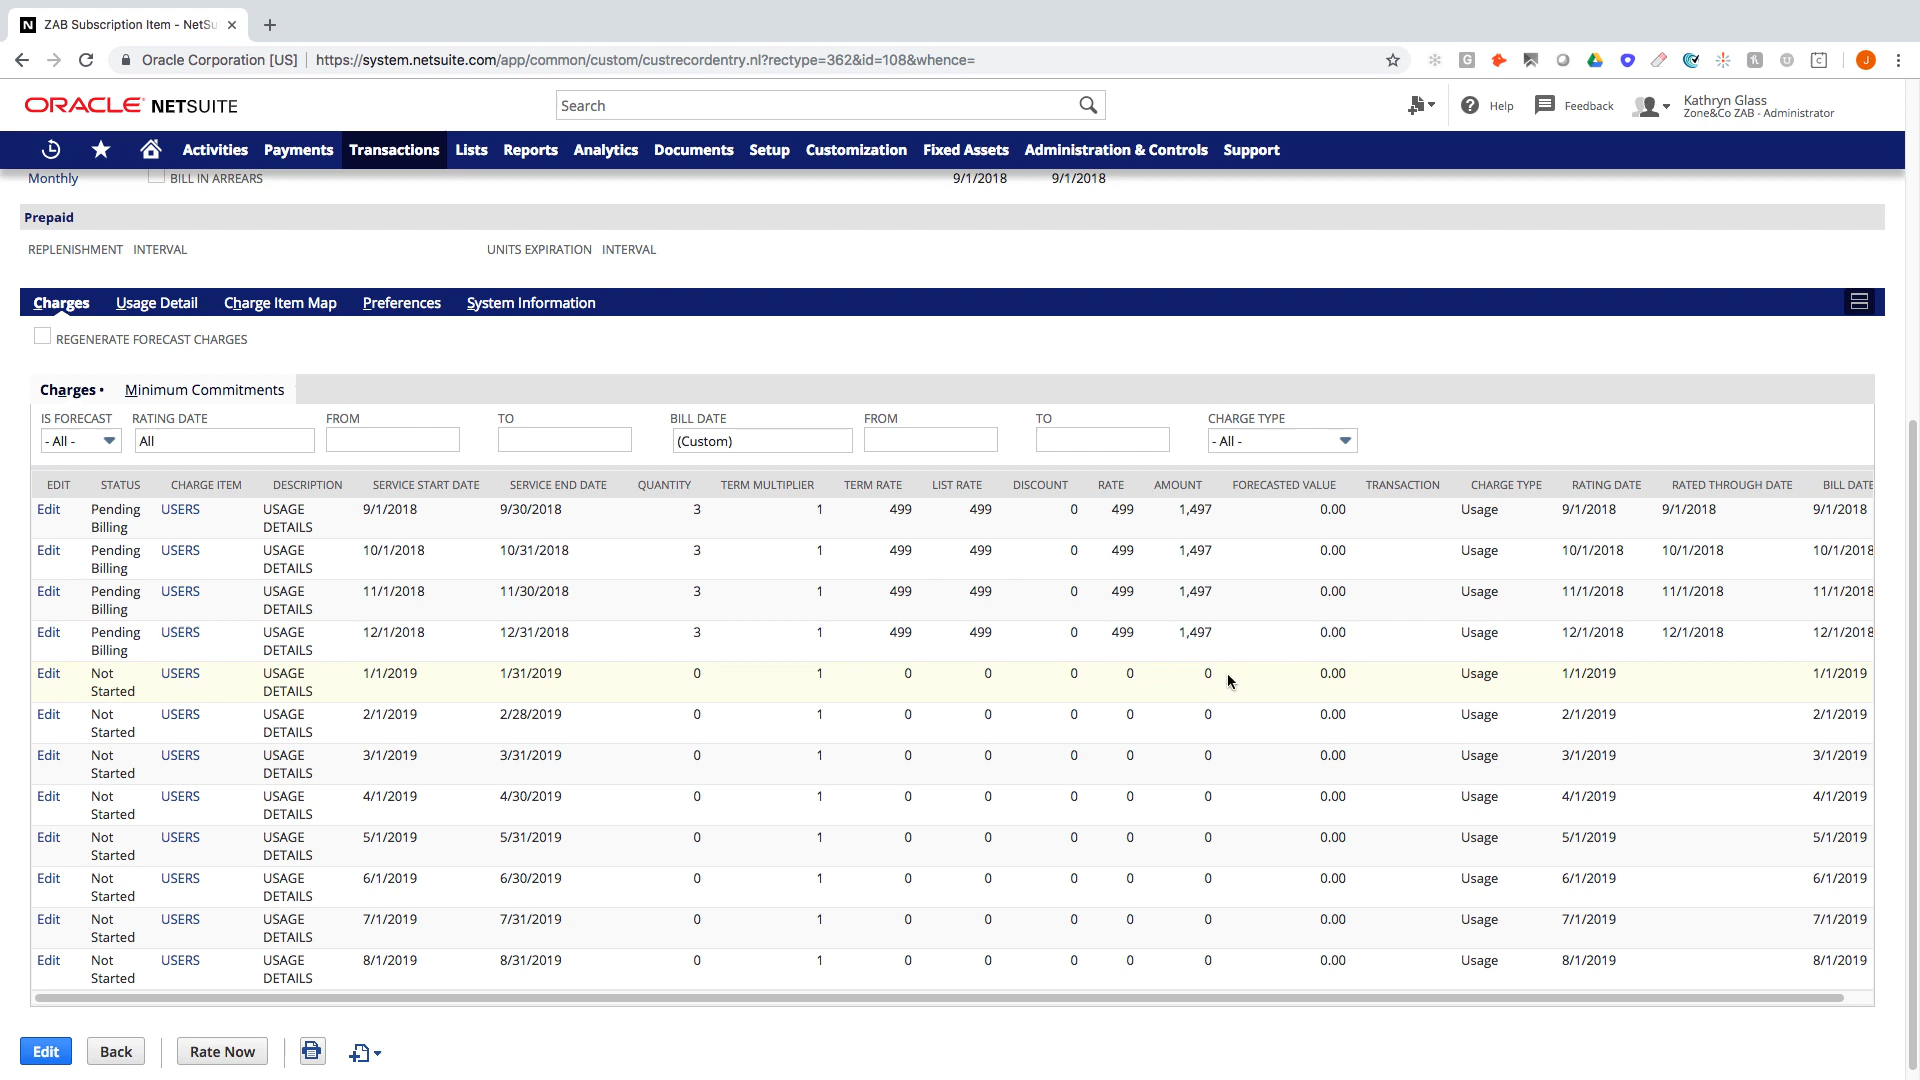 ZAB Subscription Item - NetSu
Oracle Corporation [US] | https://system.netsuite.com/app/common/custom/custrecordentry.nl?rectype=362&id=108&whence=
ORACLE NETSUITE
Search
Help
Feedback
Kathryn Glass
Zone&Co ZAB - Administrator
Activities Payments Transactions Lists Reports Analytics Documents Setup Customization Fixed Assets Administration & Controls Support
Monthly BILL IN ARREARS 9/1/2018 9/1/2018
Prepaid
REPLENISHMENT INTERVAL UNITS EXPIRATION INTERVAL
Charges Usage Detail Charge Item Map Preferences System Information
REGENERATE FORECAST CHARGES
Charges • Minimum Commitments
IS FORECAST RATING DATE FROM TO BILL DATE FROM TO CHARGE TYPE
- All - All (Custom) - All -
EDIT STATUS CHARGE ITEM DESCRIPTION SERVICE START DATE SERVICE END DATE QUANTITY TERM MULTIPLIER TERM RATE LIST RATE DISCOUNT RATE AMOUNT FORECASTED VALUE TRANSACTION CHARGE TYPE RATING DATE RATED THROUGH DATE BILL DATE
Edit Pending USERS USAGE 9/1/2018 9/30/2018 3 1 499 499 0 499 1,497 0.00 Usage 9/1/2018 9/1/2018 9/1/2018
Billing DETAILS
Edit Pending USERS USAGE 10/1/2018 10/31/2018 3 1 499 499 0 499 1,497 0.00 Usage 10/1/2018 10/1/2018 10/1/2018
Billing DETAILS
Edit Pending USERS USAGE 11/1/2018 11/30/2018 3 1 499 499 0 499 1,497 0.00 Usage 11/1/2018 11/1/2018 11/1/2018
Billing DETAILS
Edit Pending USERS USAGE 12/1/2018 12/31/2018 3 1 499 499 0 499 1,497 0.00 Usage 12/1/2018 12/1/2018 12/1/2018
Billing DETAILS
Edit Not USERS USAGE 1/1/2019 1/31/2019 0 1 0 0 0 0 0 0.00 Usage 1/1/2019 1/1/2019
Started DETAILS
Edit Not USERS USAGE 2/1/2019 2/28/2019 0 1 0 0 0 0 0 0.00 Usage 2/1/2019 2/1/2019
Started DETAILS
Edit Not USERS USAGE 3/1/2019 3/31/2019 0 1 0 0 0 0 0 0.00 Usage 3/1/2019 3/1/2019
Started DETAILS
Edit Not USERS USAGE 4/1/2019 4/30/2019 0 1 0 0 0 0 0 0.00 Usage 4/1/2019 4/1/2019
Started DETAILS
Edit Not USERS USAGE 5/1/2019 5/31/2019 0 1 0 0 0 0 0 0.00 Usage 5/1/2019 5/1/2019
Started DETAILS
Edit Not USERS USAGE 6/1/2019 6/30/2019 0 1 0 0 0 0 0 0.00 Usage 6/1/2019 6/1/2019
Started DETAILS
Edit Not USERS USAGE 7/1/2019 7/31/2019 0 1 0 0 0 0 0 0.00 Usage 7/1/2019 7/1/2019
Started DETAILS
Edit Not USERS USAGE 8/1/2019 8/31/2019 0 1 0 0 0 0 0 0.00 Usage 8/1/2019 8/1/2019
Started DETAILS
Edit Back Rate Now